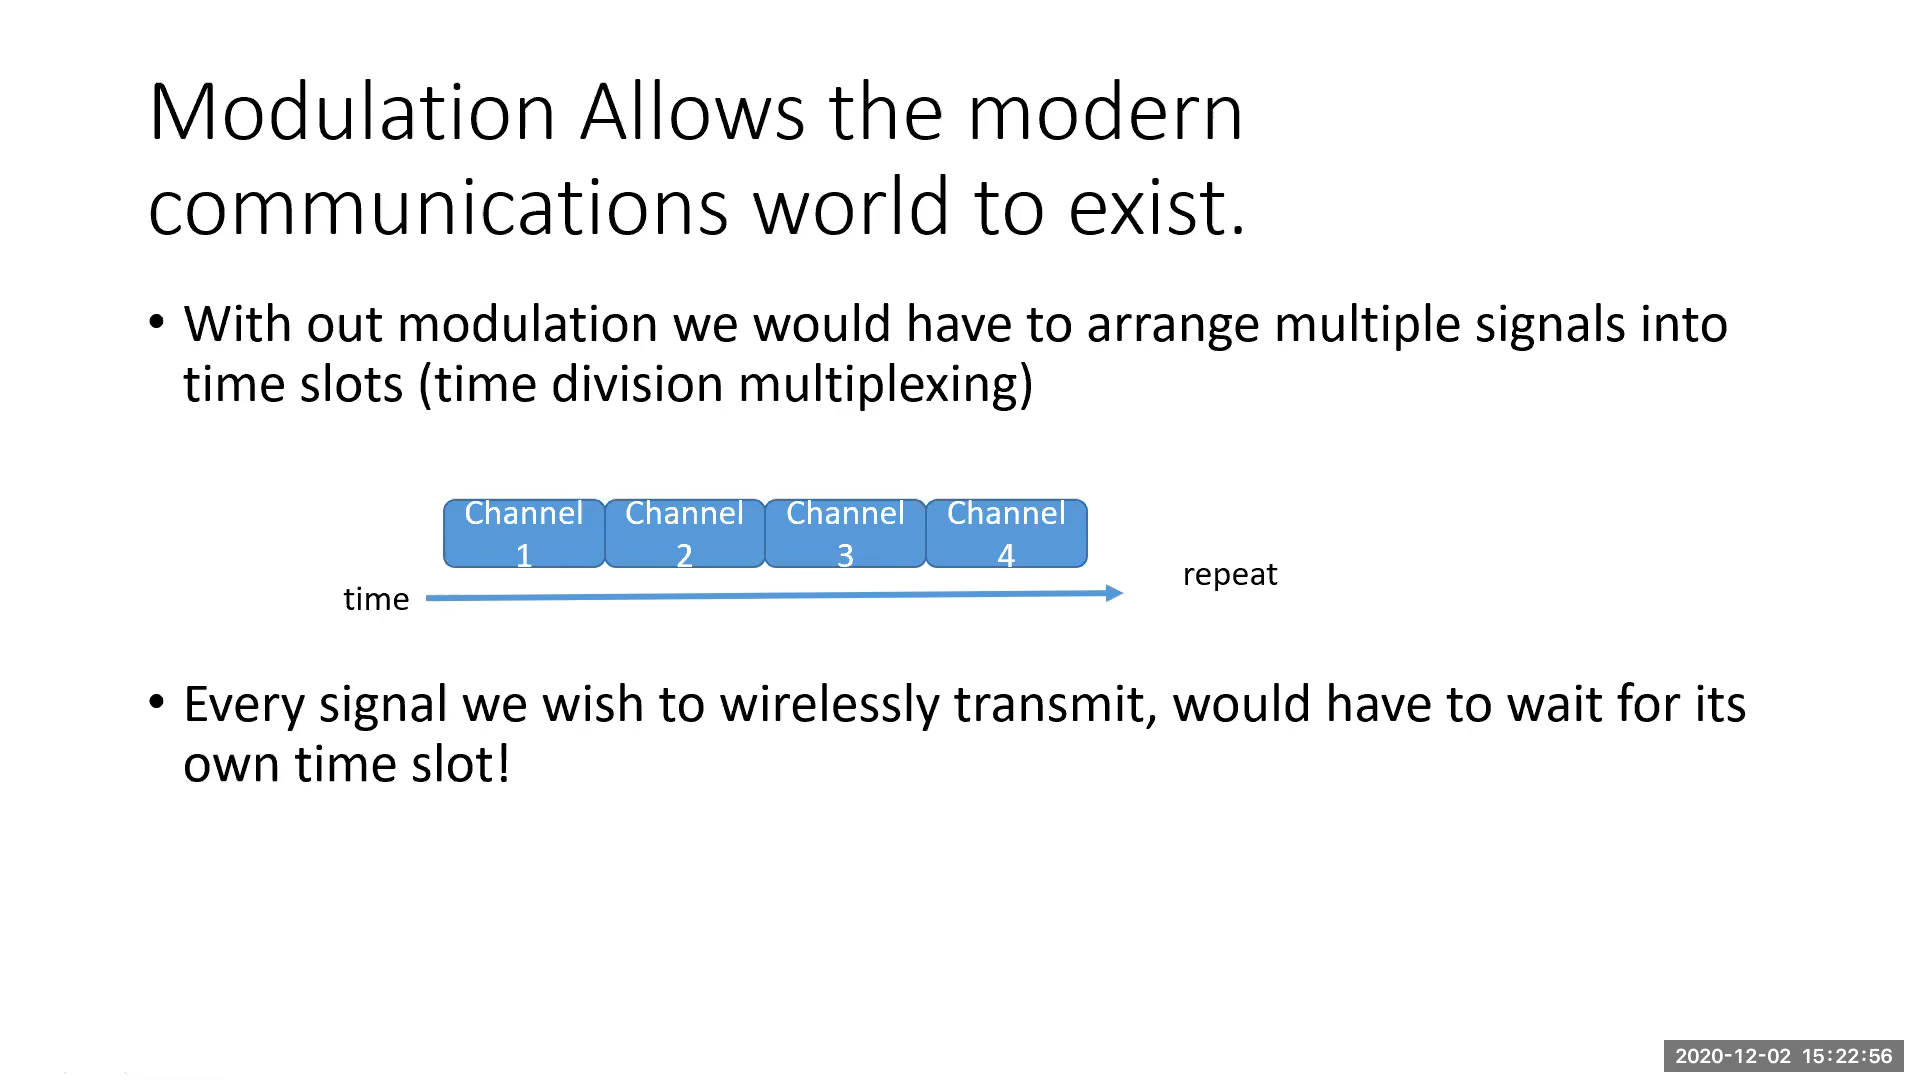 Modulation Allows the modern
communications world to exist.
• With out modulation we would have to arrange multiple signals into
time slots (time division multiplexing)
Channel 1
Channel 2
Channel 3
Channel 4
time
repeat
• Every signal we wish to wirelessly transmit, would have to wait for its
own time slot!
2020-12-02 15:22:56